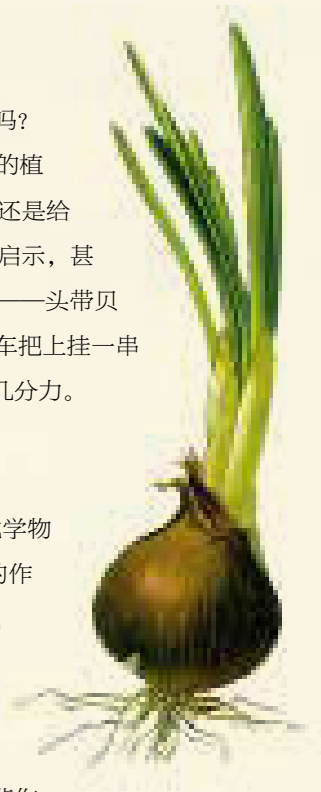 吗?
的植
还是给
启示，甚
——头带贝
车把上挂一串
几分力。
学物
的作